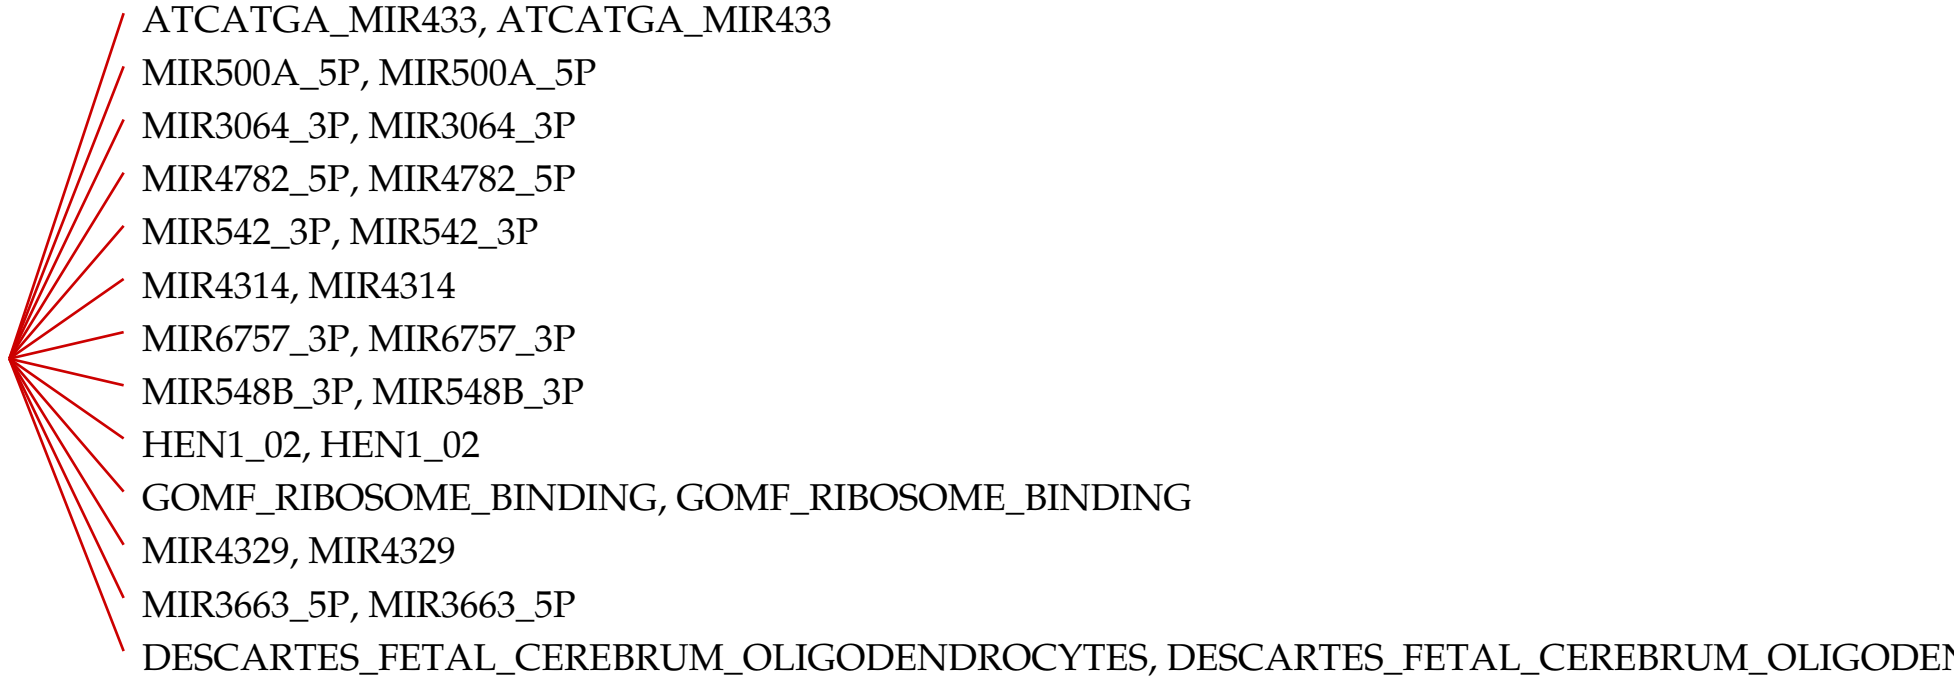 ATCATGA_MIR433, ATCATGA_MIR433
MIR500A_5P, MIR500A_5P
MIR3064_3P, MIR3064_3P
MIR4782_5P, MIR4782_5P
MIR542_3P, MIR542_3P
MIR4314, MIR4314
MIR6757_3P, MIR6757_3P
MIR548B_3P, MIR548B_3P
HEN1_02, HEN1_02
GOMF_RIBOSOME_BINDING, GOMF_RIBOSOME_BINDING
MIR4329, MIR4329
MIR3663_5P, MIR3663_5P
DESCARTES_FETAL_CEREBRUM_OLIGODENDROCYTES, DESCARTES_FETAL_CEREBRUM_OLIGODEN